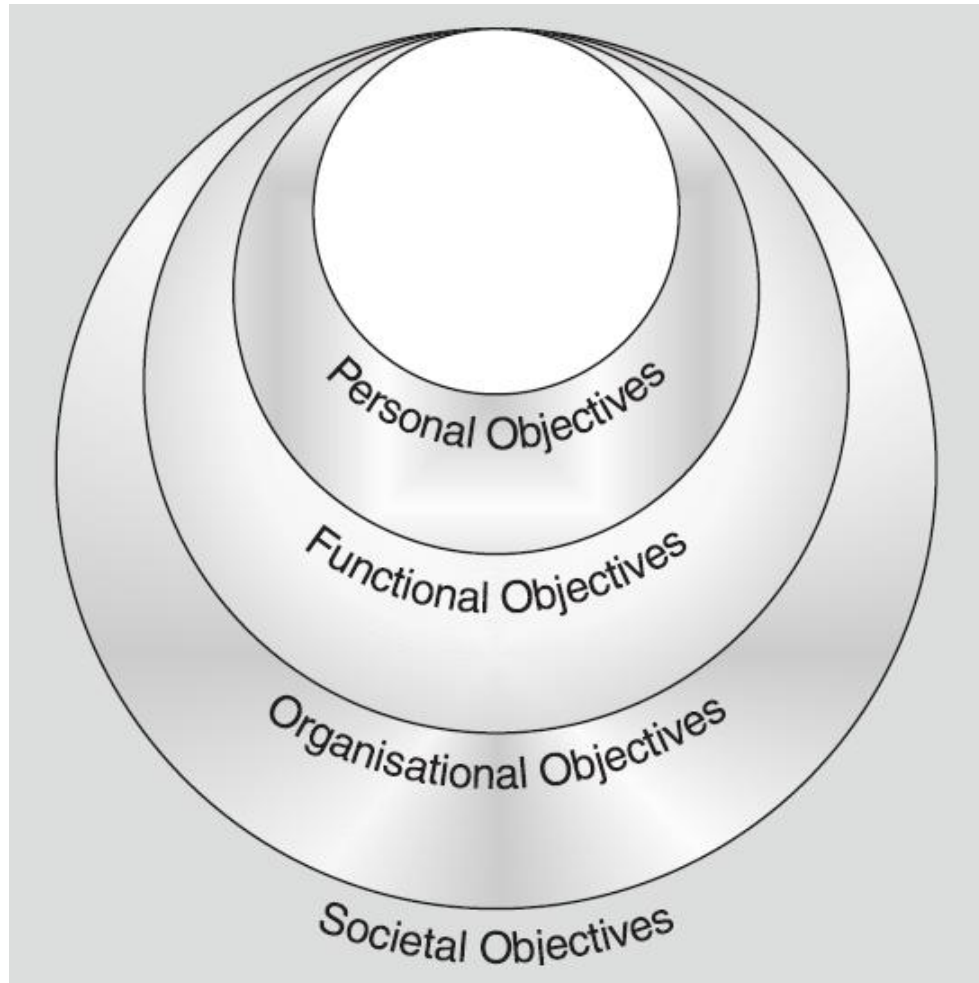 Personal Objectives
Functional Objectives
Organisational Objectives
Societal Objectives